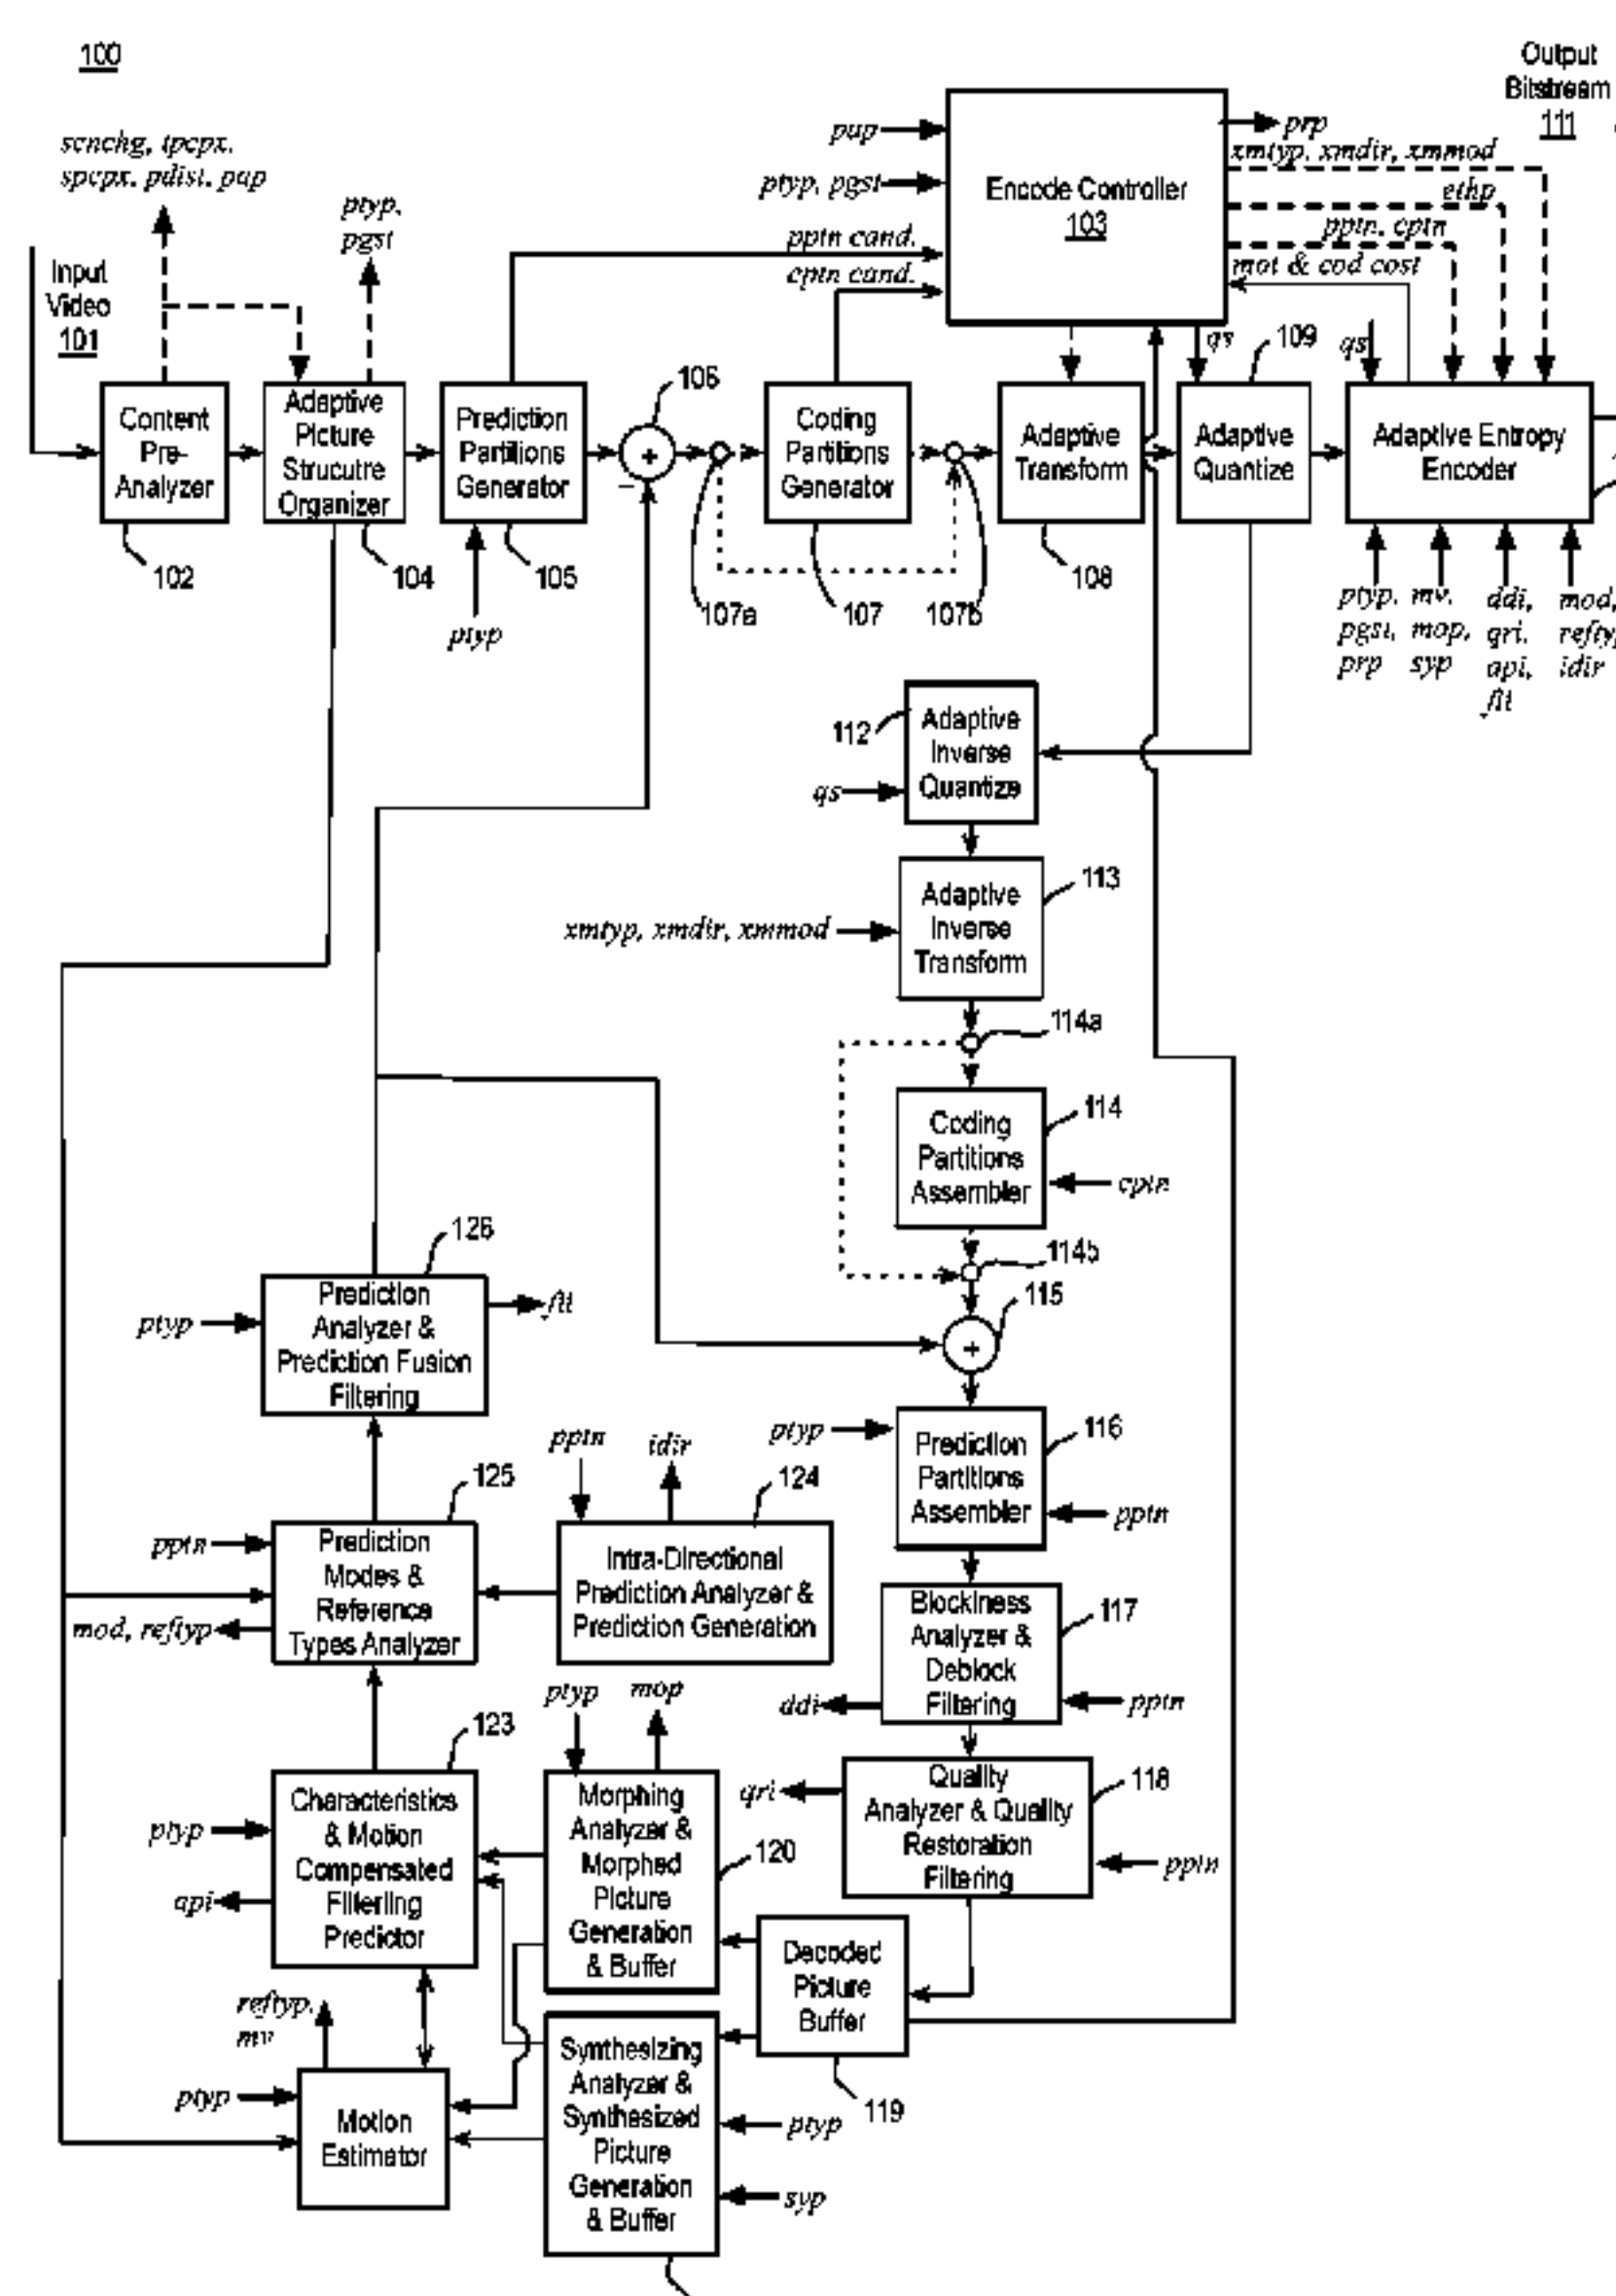 100
Output
Bitstream
111
scnchg, tpcpx,
spcpx, pdist, pap
ptyp,
pgst
Input
Video
101
pup
ptyp, pgst
pptn cand.
cptn cand.
Encode Controller
103
prp
xmtyp, xmdir, xmmod
ethp
pptn, cptn
mot & cod cost
qs
109
qs
Content
Pre-
Analyzer
102
Adaptive
Picture
Strucutre
Organizer
104
Prediction
Partitions
Generator
105
ptyp
106
+
–
107a
Coding
Partitions
Generator
107
107b
Adaptive
Transform
108
Adaptive
Quantize
Adaptive Entropy
Encoder
ptyp,
pgst,
prp
mv,
mop,
syp
ddi,
qri,
api,
flt
mod,
refty
idir
112
Adaptive
Inverse
Quantize
qs
113
Adaptive
Inverse
Transform
xmtyp, xmdir, xmmod
114a
114
Coding
Partitions
Assembler
cptn
114b
115
+
126
Prediction
Analyzer &
Prediction Fusion
Filtering
ptyp
flt
ptyp
116
Prediction
Partitions
Assembler
pptn
pptn
idir
124
125
pptn
Prediction
Modes &
Reference
Types Analyzer
mod, reftyp
Intra-Directional
Prediction Analyzer &
Prediction Generation
Blockiness
Analyzer &
Deblock
Filtering
117
ddi
pptn
ptyp
mop
123
Characteristics
& Motion
Compensated
Filteriing
Predictor
ptyp
api
Morphing
Analyzer &
Morphed
Picture
Generation
& Buffer
120
qri
Quality
Analyzer & Quality
Restoration
Filtering
118
pptn
Decoded
Picture
Buffer
119
reftyp,
mv
ptyp
Motion
Estimator
Synthesizing
Analyzer &
Synthesized
Picture
Generation
& Buffer
ptyp
syp